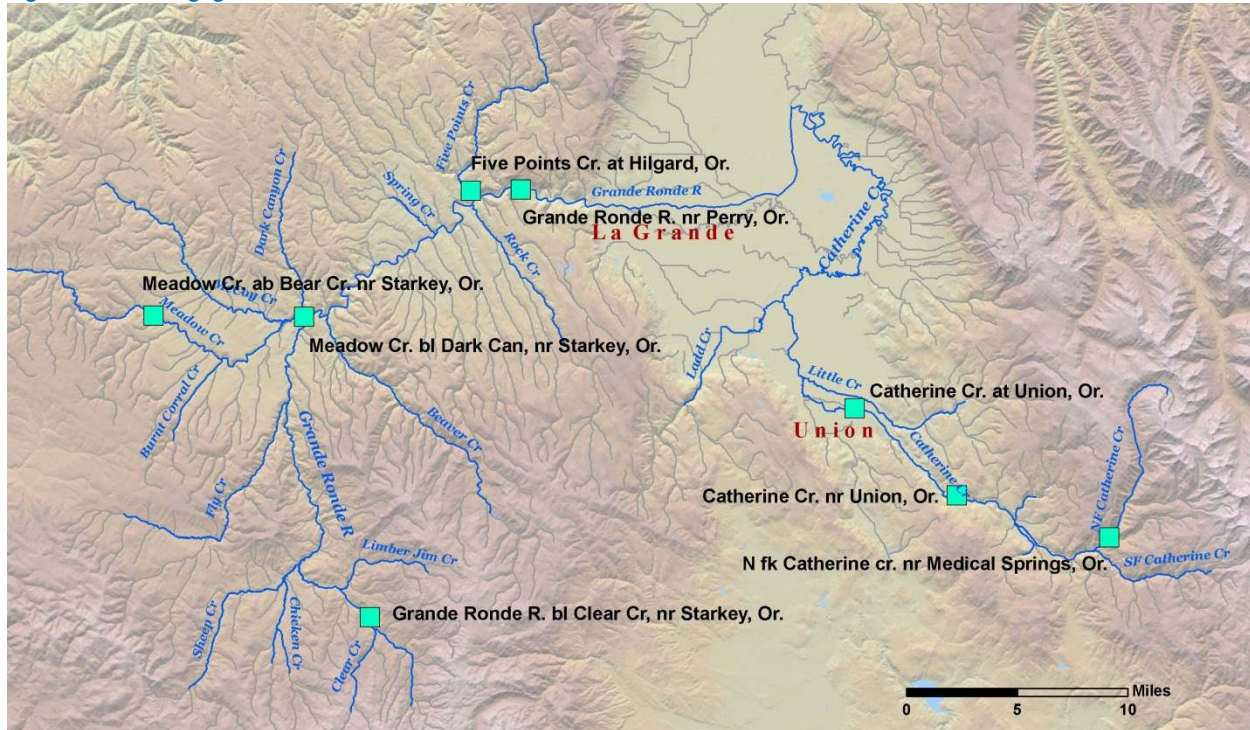 Five Points Cr
Five Points Cr. at Hilgard, Or.
Dark Canyon Cr
Spring Cr
Grande Ronde R
Grande Ronde R. nr Perry, Or.
La Grande
Catherine Cr
Rock Cr
Meadow Cr. ab Bear Cr. nr Starkey, Or.
McCoy Cr
Meadow Cr
Meadow Cr. bl Dark Can, nr Starkey, Or.
Ladd Cr
Burnt Corral Cr
Little Cr
Catherine Cr. at Union, Or.
Beaver Cr
Union
Grande Ronde R
Catherine Cr
Fly Cr
Catherine Cr. nr Union, Or.
NF Catherine Cr
Limber Jim Cr
N fk Catherine cr. nr Medical Springs, Or.
SF Catherine Cr
Sheep Cr
Chicken Cr
Grande Ronde R. bl Clear Cr, nr Starkey, Or.
Clear Cr
Miles
0 5 10